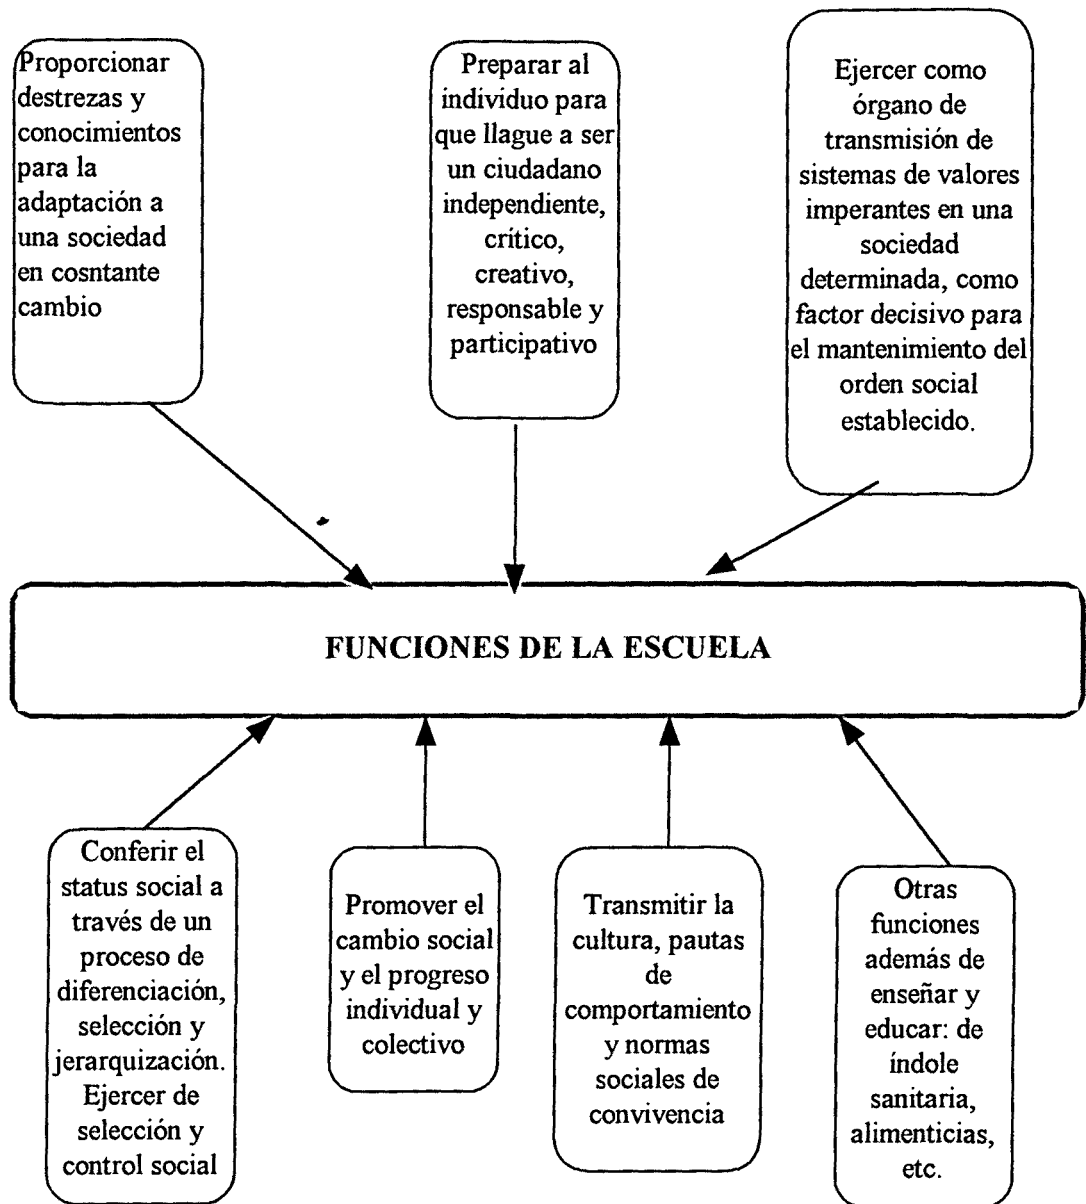 Proporcionar
destrezas y
conocimientos
para la
adaptación a
una sociedad
en cosntante
cambio
Preparar al
individuo para
que llague a ser
un ciudadano
independiente,
crítico,
creativo,
responsable y
participativo
Ejercer como
órgano de
transmisión de
sistemas de valores
imperantes en una
sociedad
determinada, como
factor decisivo para
el mantenimiento del
orden social
establecido.
FUNCIONES DE LA ESCUELA
Conferir el
status social a
través de un
proceso de
diferenciación,
selección y
jerarquización.
Ejercer de
selección y
control social
Promover el
cambio social
y el progreso
individual y
colectivo
Transmitir la
cultura, pautas
de
comportamiento
y normas
sociales de
convivencia
Otras
funciones
además de
enseñar y
educar: de
índole
sanitaria,
alimenticias,
etc.